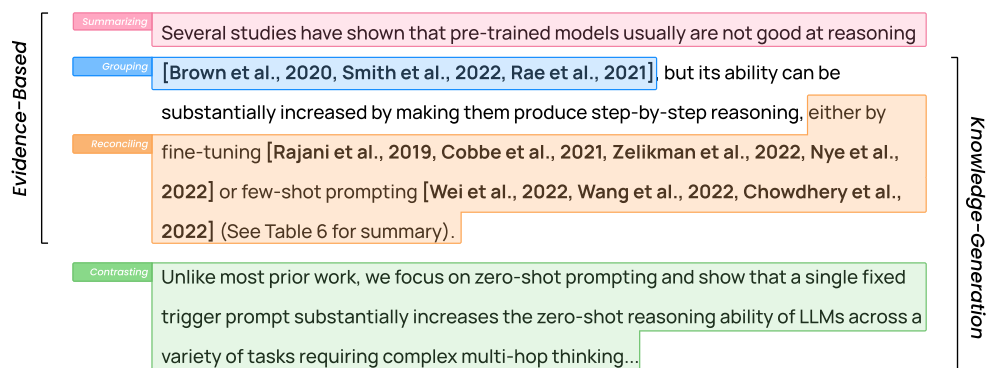 Summarizing
Several studies have shown that pre-trained models usually are not good at reasoning
Grouping
[Brown et al., 2020, Smith et al., 2022, Rae et al., 2021], but its ability can be
substantially increased by making them produce step-by-step reasoning, either by
Reconciling
fine-tuning [Rajani et al., 2019, Cobbe et al., 2021, Zelikman et al., 2022, Nye et al.,
2022] or few-shot prompting [Wei et al., 2022, Wang et al., 2022, Chowdhery et al.,
2022] (See Table 6 for summary).
Contrasting
Unlike most prior work, we focus on zero-shot prompting and show that a single fixed
trigger prompt substantially increases the zero-shot reasoning ability of LLMs across a
variety of tasks requiring complex multi-hop thinking...
Evidence-Based
Knowledge-Generation